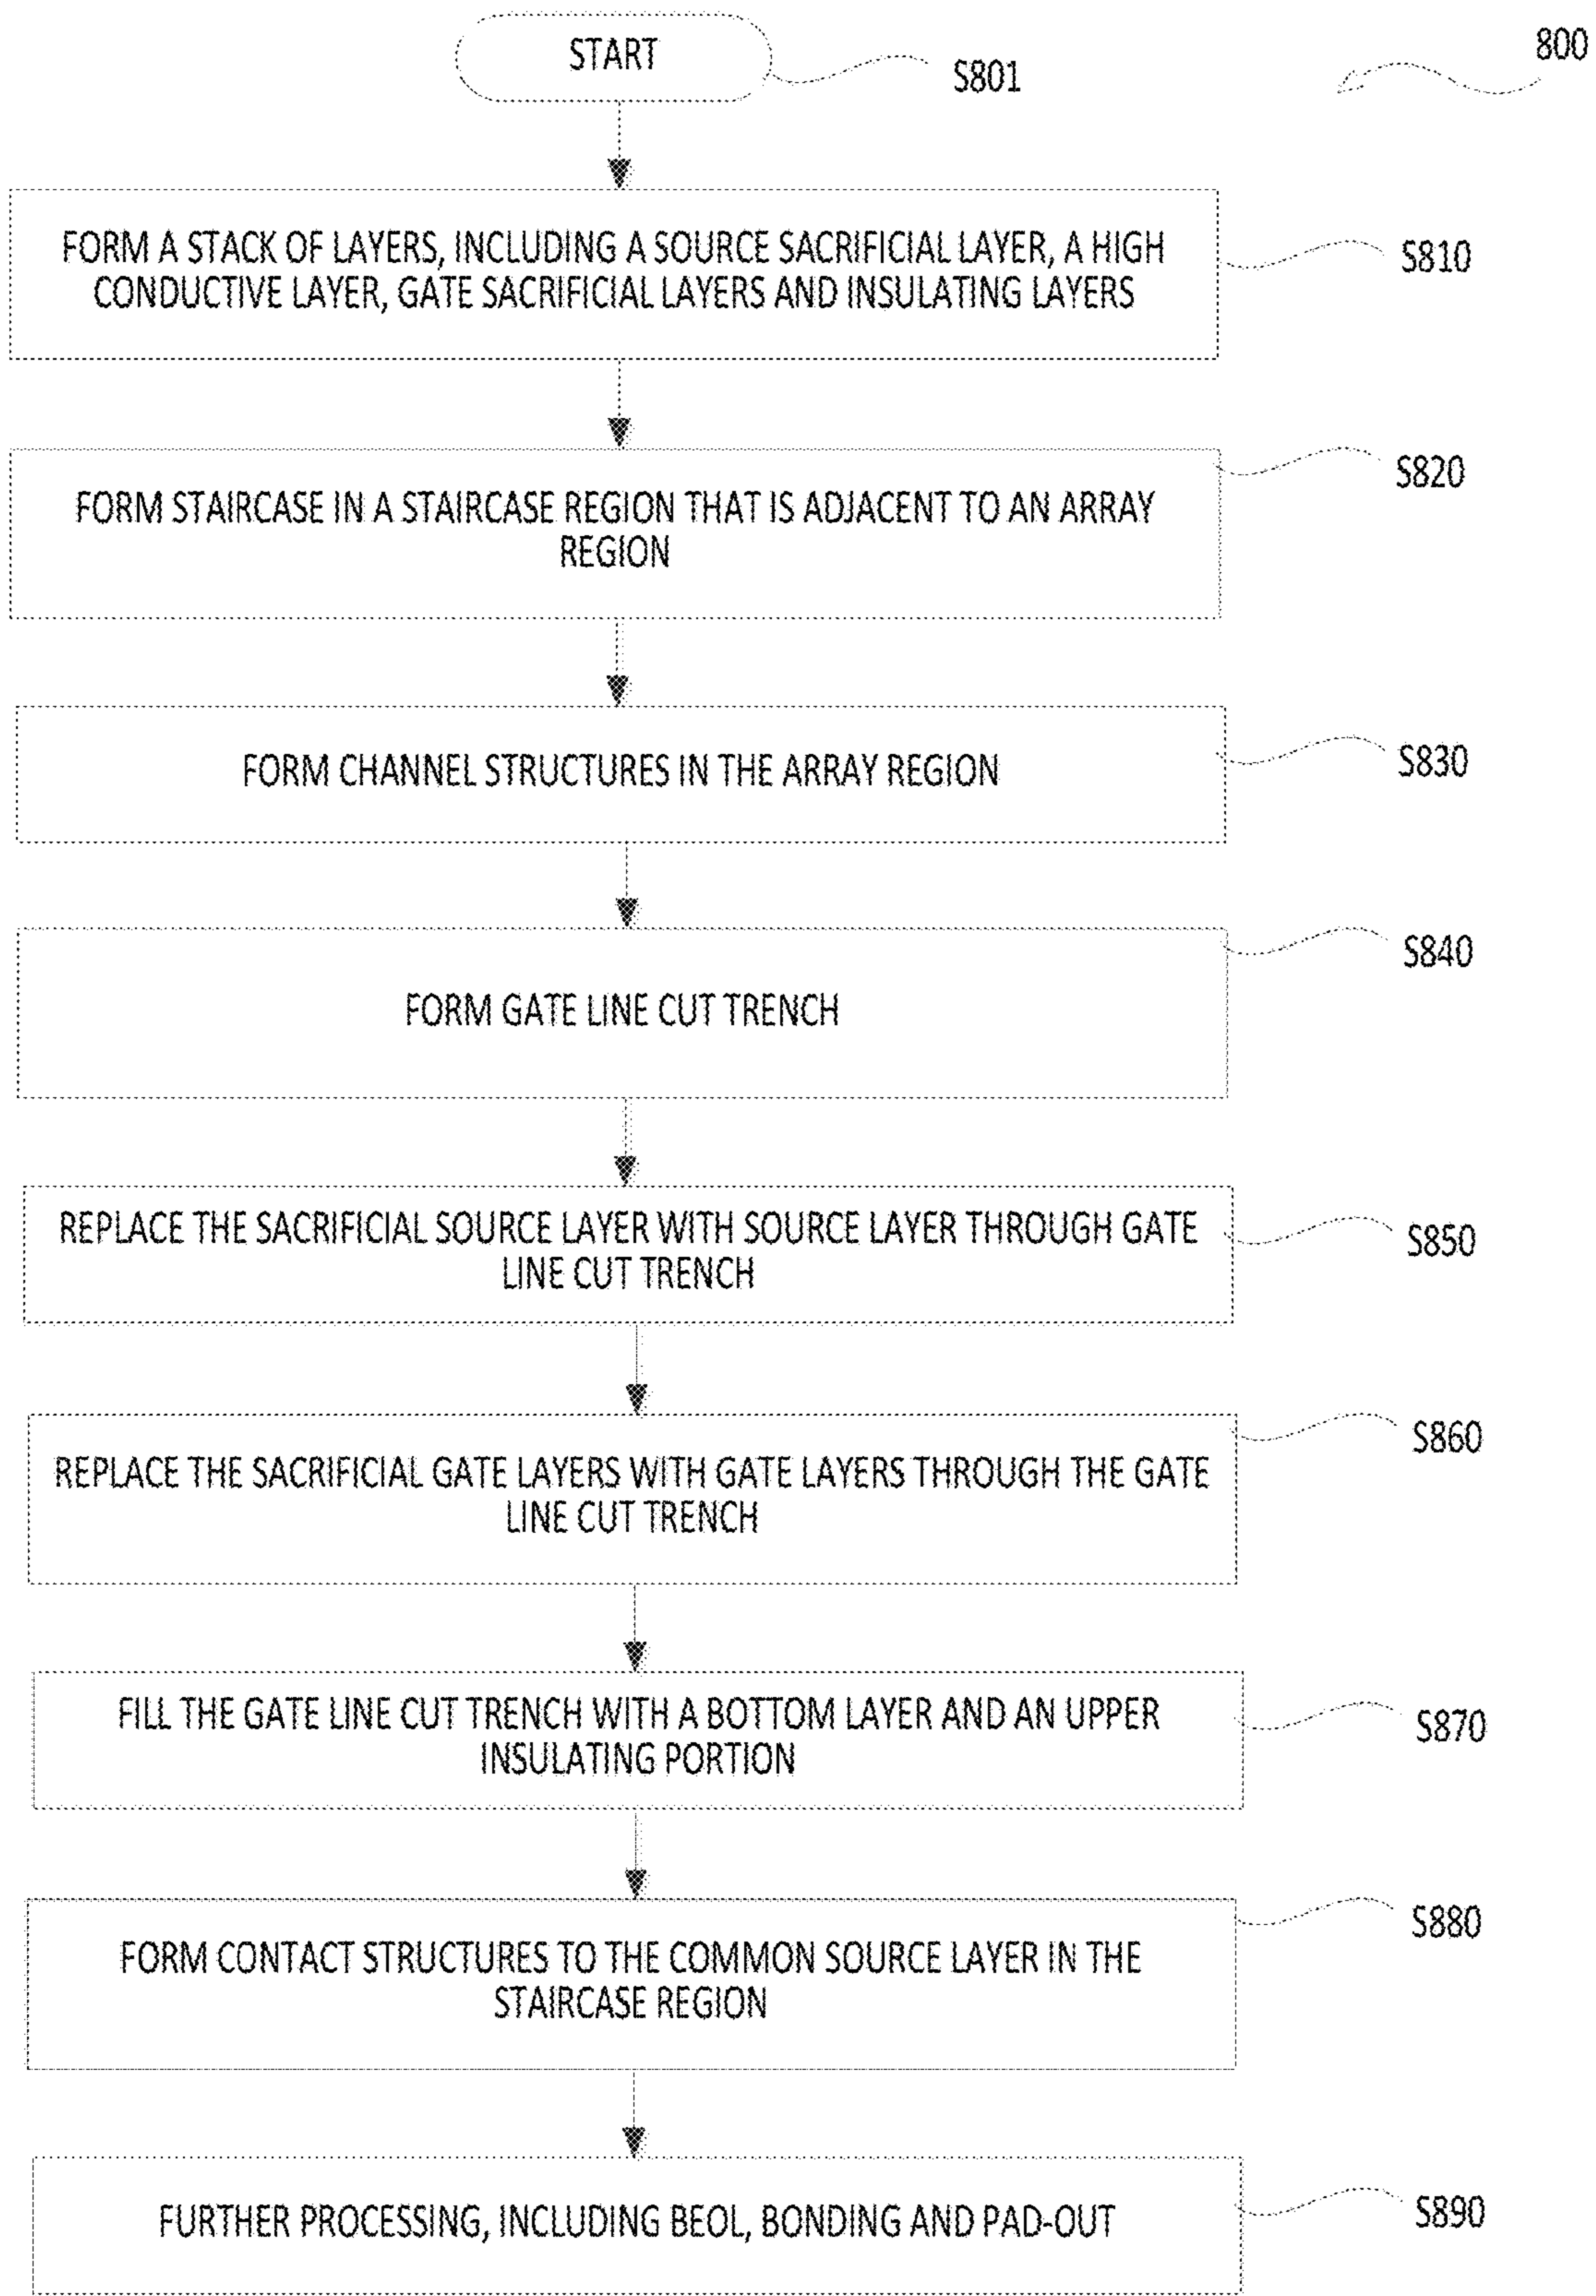 START
S801
800
FORM A STACK OF LAYERS, INCLUDING A SOURCE SACRIFICIAL LAYER, A HIGH
CONDUCTIVE LAYER, GATE SACRIFICIAL LAYERS AND INSULATING LAYERS
S810
FORM STAIRCASE IN A STAIRCASE REGION THAT IS ADJACENT TO AN ARRAY
REGION
S820
FORM CHANNEL STRUCTURES IN THE ARRAY REGION
S830
FORM GATE LINE CUT TRENCH
S840
REPLACE THE SACRIFICIAL SOURCE LAYER WITH SOURCE LAYER THROUGH GATE
LINE CUT TRENCH
S850
REPLACE THE SACRIFICIAL GATE LAYERS WITH GATE LAYERS THROUGH THE GATE
LINE CUT TRENCH
S860
FILL THE GATE LINE CUT TRENCH WITH A BOTTOM LAYER AND AN UPPER
INSULATING PORTION
S870
FORM CONTACT STRUCTURES TO THE COMMON SOURCE LAYER IN THE
STAIRCASE REGION
S880
FURTHER PROCESSING, INCLUDING BEOL, BONDING AND PAD-OUT
S890